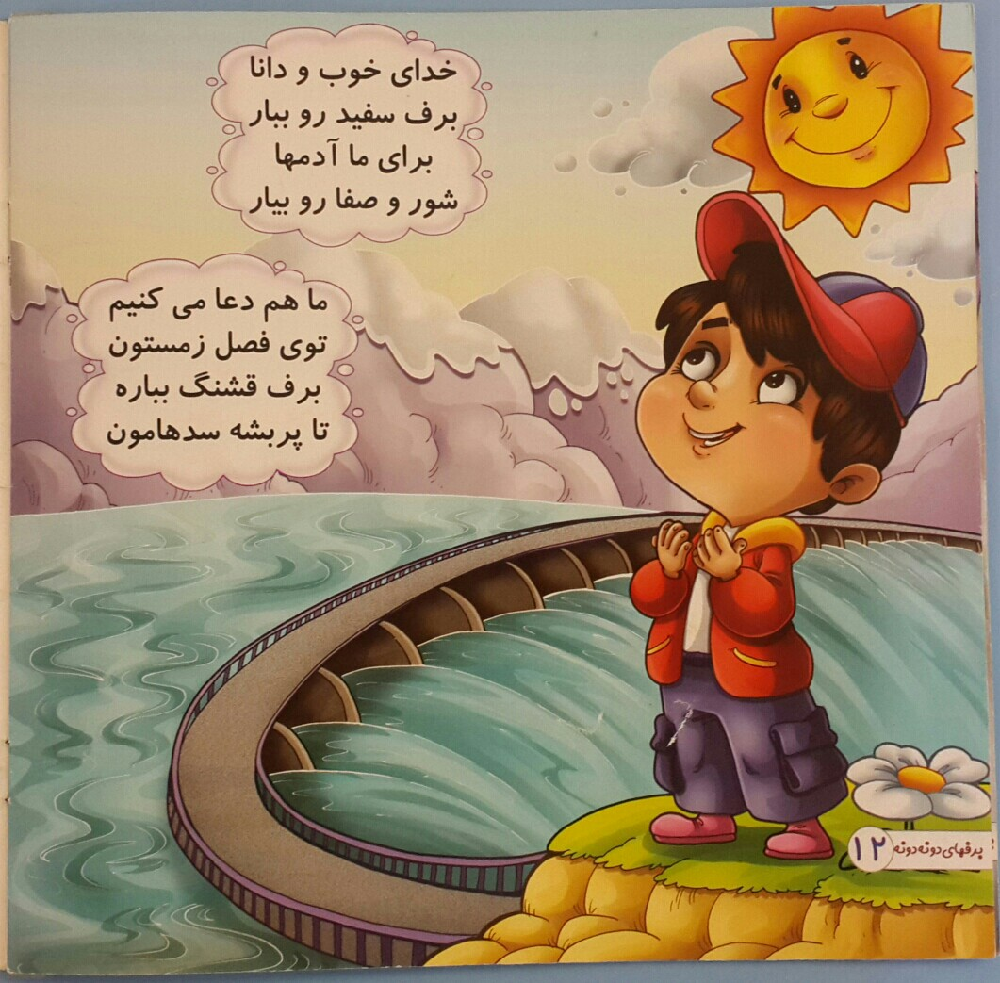 خدای خوب و دانا
برف سفید رو ببار
برای ما آدمها
شور و صفا رو بیار
ما هم دعا می کنیم
توی فصل زمستون
برف قشنگ بباره
تا پربشه سدهامون
برفهای دونه دونه ۱۲